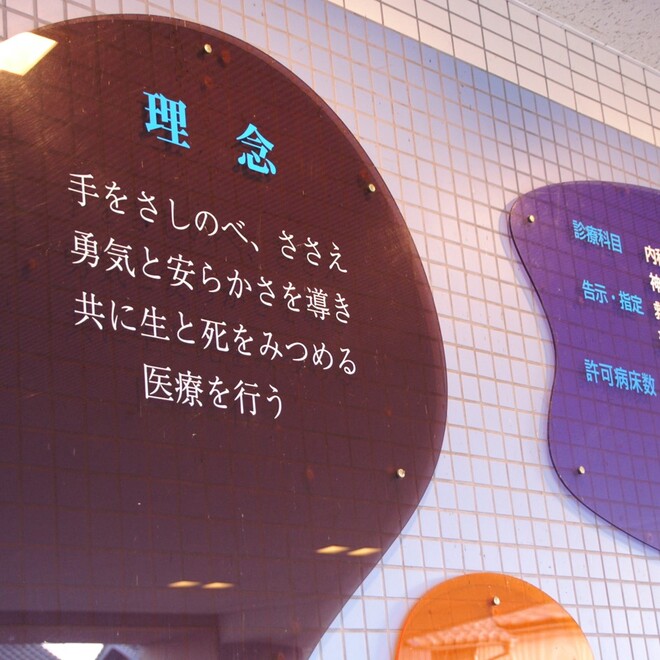 理念
手をさしのべ、ささえ
勇気と安らかさを導き
共に生と死をみつめる
医療を行う
診療科目
告示・指定
許可病床数